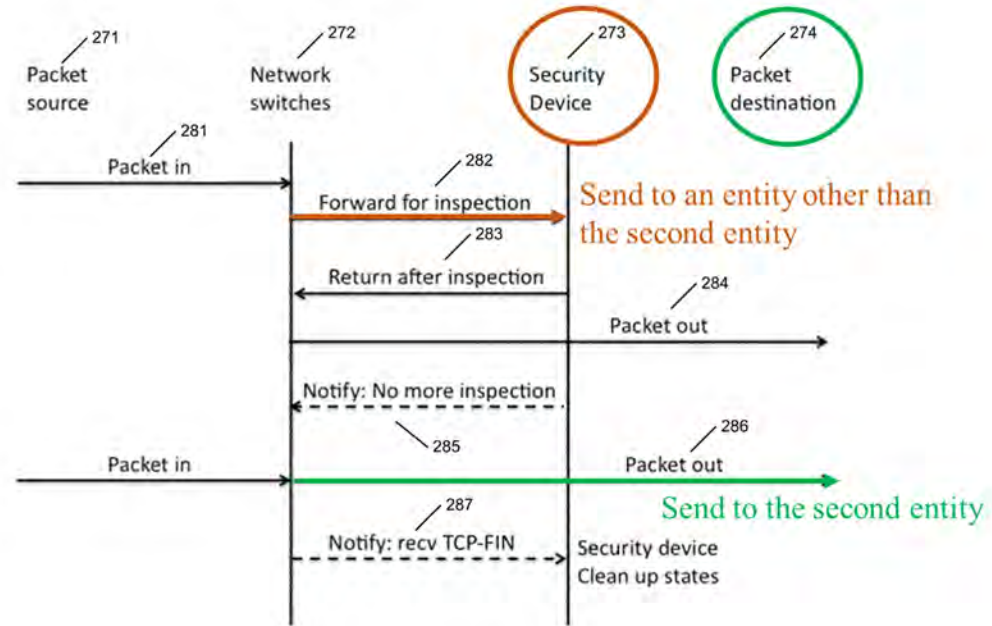 271
272
273
274
Packet
source
Network
switches
Security
Device
Packet
destination
281
Packet in
282
Forward for inspection
Send to an entity other than
the second entity
283
Return after inspection
284
Packet out
Notify: No more inspection
285
286
Packet in
Packet out
Send to the second entity
287
Notify: recv TCP-FIN
Security device
Clean up states